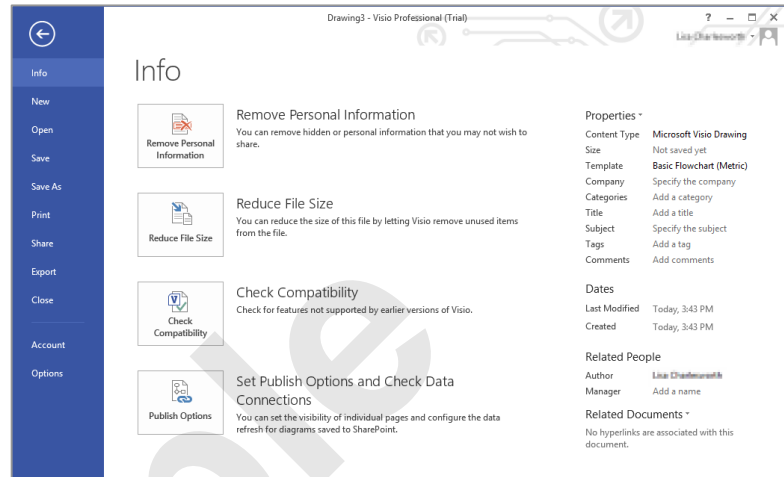 Drawing3 - Visio Professional (Trial)
?
Info
Info
New
Open
Save
Save As
Print
Share
Export
Close
Account
Options
Remove Personal Information
Remove Personal Information
You can remove hidden or personal information that you may not wish to
share.
Reduce File Size
Reduce File Size
You can reduce the size of this file by letting Visio remove unused items
from the file.
Check
Compatibility
Check Compatibility
Check for features not supported by earlier versions of Visio.
Publish Options
Set Publish Options and Check Data
Connections
You can set the visibility of individual pages and configure the data
refresh for diagrams saved to SharePoint.
Properties
Content Type Microsoft Visio Drawing
Size Not saved yet
Template Basic Flowchart (Metric)
Company Specify the company
Categories Add a category
Title Add a title
Subject Specify the subject
Tags Add a tag
Comments Add comments
Dates
Last Modified Today, 3:43 PM
Created Today, 3:43 PM
Related People
Author
Manager Add a name
Related Documents
No hyperlinks are associated with this
document.